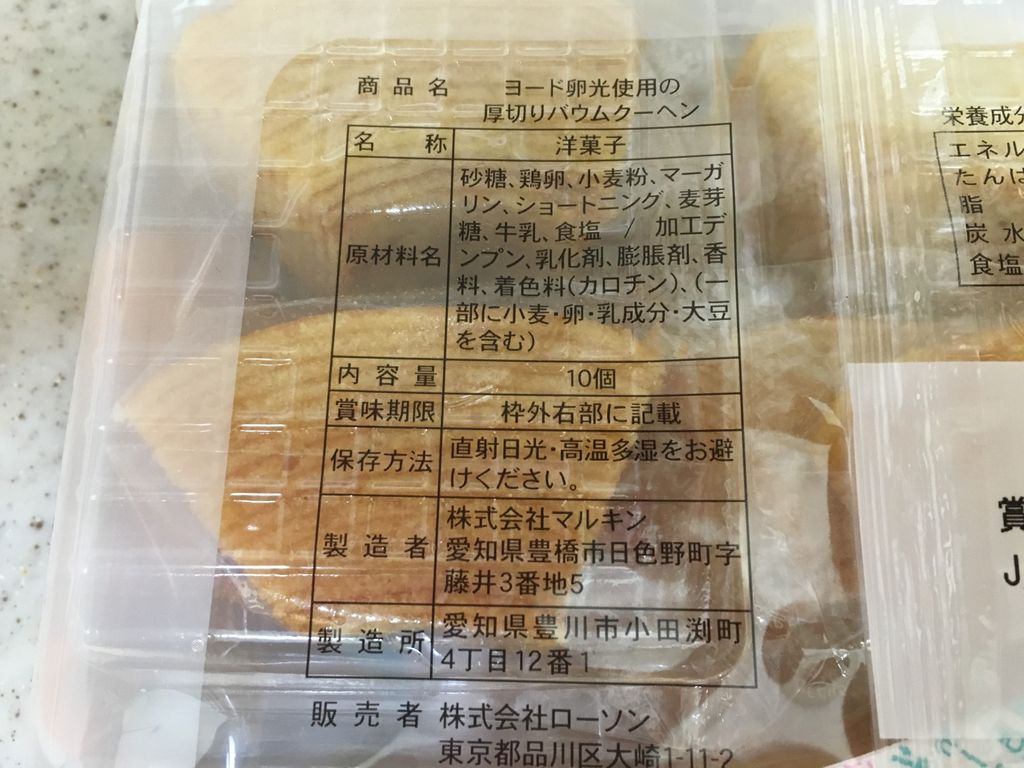 商品名 ヨード卵光使用の
厚切りバウムクーヘン
名称 洋菓子
原材料名 砂糖、鶏卵、小麦粉、マーガ
リン、ショートニング、麦芽
糖、牛乳、食塩 / 加工デ
ンプン、乳化剤、膨脹剤、香
料、着色料(カロチン)、(一
部に小麦・卵・乳成分・大豆
を含む)
内容量 10個
賞味期限 枠外右部に記載
保存方法 直射日光・高温多湿をお避
けください。
製造者 株式会社マルキン
愛知県豊橋市日色野町字
藤井3番地5
製造所 愛知県豊川市小田渕町
4丁目12番1
販売者 株式会社ローソン
東京都品川区大崎1-11-2
栄養成分
エネル
たんぱ
脂
炭水
食塩
賞
J